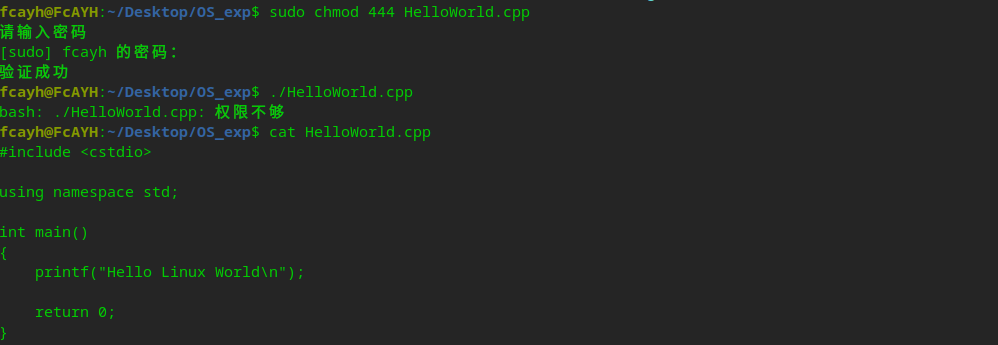 fcayh@FcAYH:~/Desktop/OS_exp$ sudo chmod 444 HelloWorld.cpp
请输入密码
[sudo] fcayh 的密码：
验证成功
fcayh@FcAYH:~/Desktop/OS_exp$ ./HelloWorld.cpp
bash: ./HelloWorld.cpp: 权限不够
fcayh@FcAYH:~/Desktop/OS_exp$ cat HelloWorld.cpp
#include <cstdio>
using namespace std;
int main()
{
    printf("Hello Linux World\n");
    return 0;
}